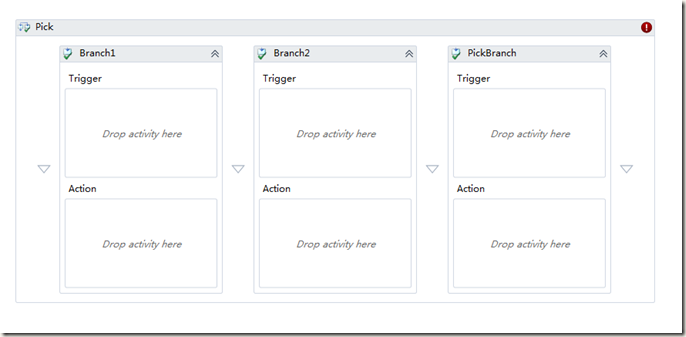 Pick
Branch1 Branch2 PickBranch
Trigger Trigger Trigger
Drop activity here Drop activity here Drop activity here
Action Action Action
Drop activity here Drop activity here Drop activity here